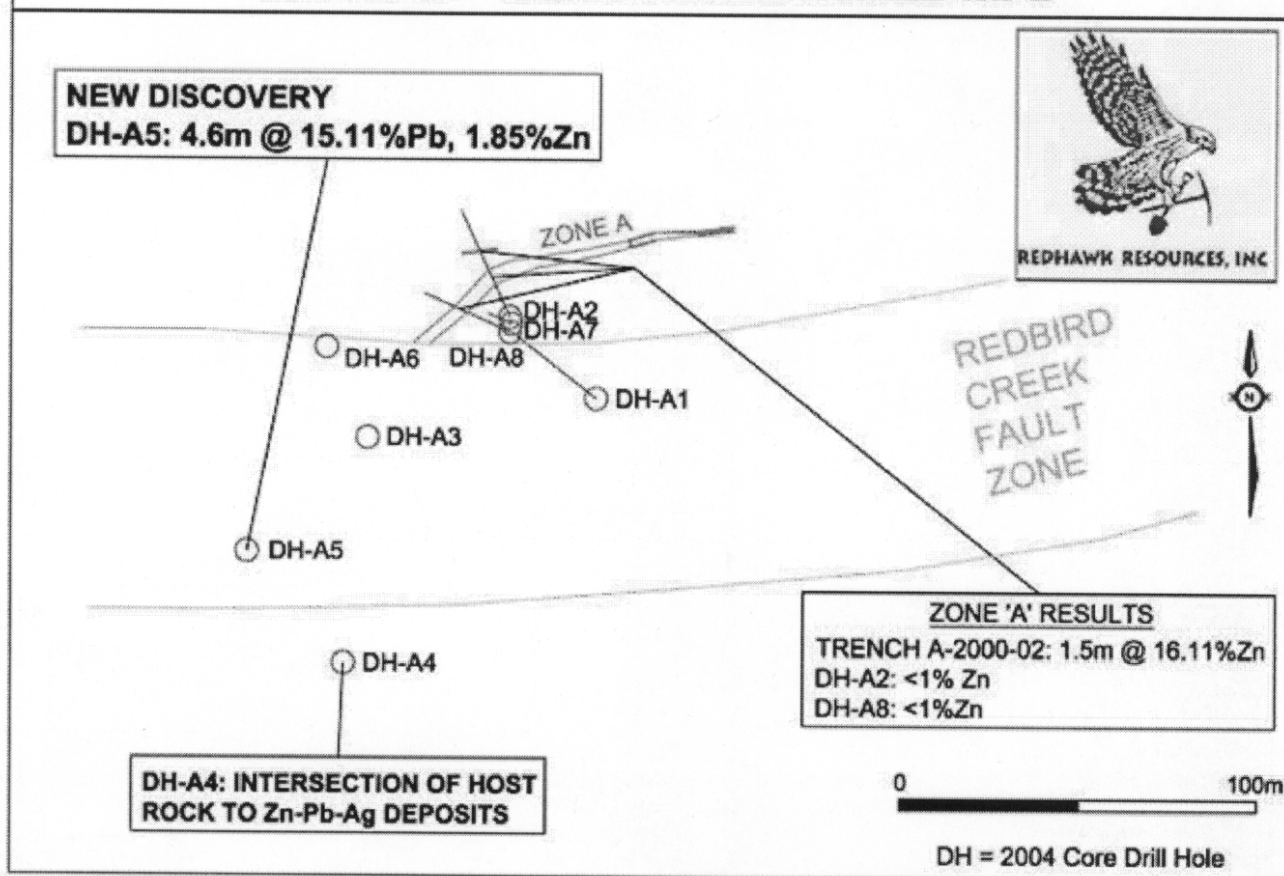 NEW DISCOVERY
DH-A5: 4.6m @ 15.11%Pb, 1.85%Zn
REDHAWK RESOURCES, INC
ZONE A
DH-A2
DH-A7
DH-A8
DH-A6
DH-A1
DH-A3
REDBIRD
CREEK
FAULT
ZONE
N
DH-A5
DH-A4
ZONE 'A' RESULTS
TRENCH A-2000-02: 1.5m @ 16.11%Zn
DH-A2: <1% Zn
DH-A8: <1%Zn
DH-A4: INTERSECTION OF HOST
ROCK TO Zn-Pb-Ag DEPOSITS
0 100m
DH = 2004 Core Drill Hole